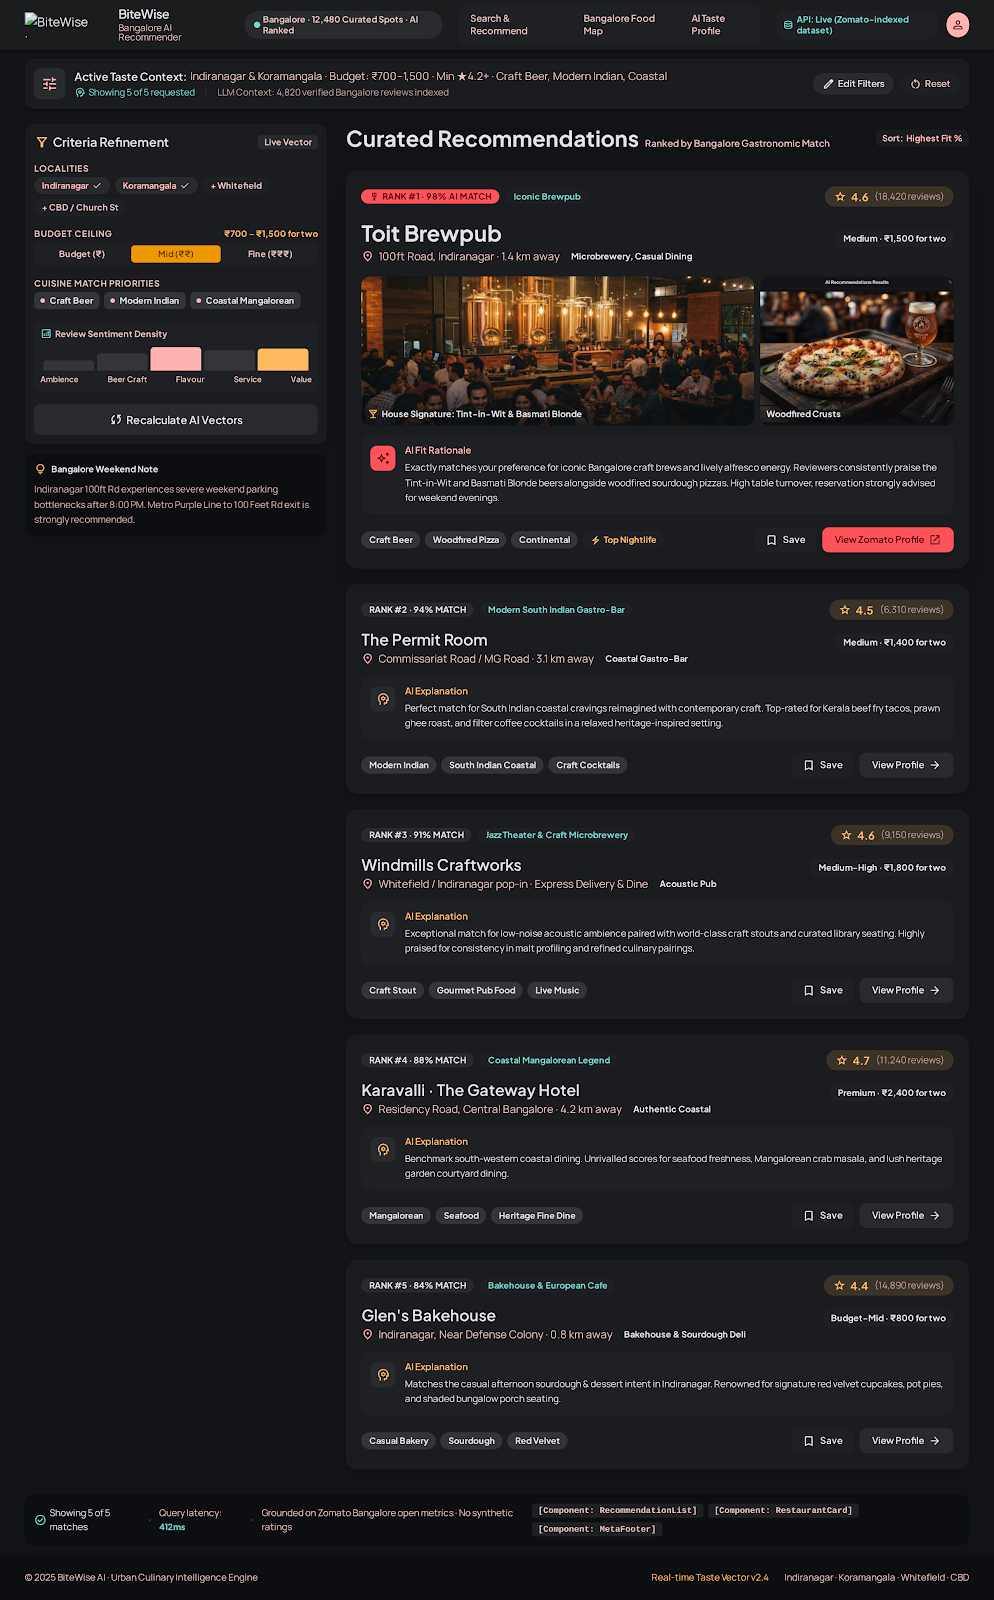 BiteWise
BiteWise
Bangalore AI
Recommender
Bangalore · 12,480 Curated Spots · AI
Ranked
Search &
Recommend
Bangalore Food
Map
AI Taste
Profile
API: Live (Zomato-indexed
dataset)
Active Taste Context: Indiranagar & Koramangala · Budget: ₹700–1,500 · Min ★4.2+ · Craft Beer, Modern Indian, Coastal
Showing 5 of 5 requested
LLM Context: 4,820 verified Bangalore reviews indexed
Edit Filters
Reset
Criteria Refinement
Live Vector
LOCALITIES
Indiranagar ✓
Koramangala ✓
+ Whitefield
+ CBD / Church St
BUDGET CEILING
₹700 – ₹1,500 for two
Budget (₹)
Mid (₹₹)
Fine (₹₹₹)
CUISINE MATCH PRIORITIES
Craft Beer
Modern Indian
Coastal Mangalorean
Review Sentiment Density
Ambience
Beer Craft
Flavour
Service
Value
Recalculate AI Vectors
Bangalore Weekend Note
Indiranagar 100ft Rd experiences severe weekend parking
bottlenecks after 8:00 PM. Metro Purple Line to 100 Feet Rd exit is
strongly recommended.
Curated Recommendations
Ranked by Bangalore Gastronomic Match
Sort: Highest Fit %
RANK #1 · 98% AI MATCH
Iconic Brewpub
4.6 (18,420 reviews)
Toit Brewpub
Medium · ₹1,500 for two
100ft Road, Indiranagar · 1.4 km away
Microbrewery, Casual Dining
House Signature: Tint-in-Wit & Basmati Blonde
AI Recommendations Results
Woodfired Crusts
AI Fit Rationale
Exactly matches your preference for iconic Bangalore craft brews and lively alfresco energy. Reviewers consistently praise the
Tint-in-Wit and Basmati Blonde beers alongside woodfired sourdough pizzas. High table turnover, reservation strongly advised
for weekend evenings.
Craft Beer
Woodfired Pizza
Continental
Top Nightlife
Save
View Zomato Profile
RANK #2 · 94% MATCH
Modern South Indian Gastro-Bar
4.5 (6,310 reviews)
The Permit Room
Medium · ₹1,400 for two
Commissariat Road / MG Road · 3.1 km away
Coastal Gastro-Bar
AI Explanation
Perfect match for South Indian coastal cravings reimagined with contemporary craft. Top-rated for Kerala beef fry tacos, prawn
ghee roast, and filter coffee cocktails in a relaxed heritage-inspired setting.
Modern Indian
South Indian Coastal
Craft Cocktails
Save
View Profile →
RANK #3 · 91% MATCH
Jazz Theater & Craft Microbrewery
4.6 (9,150 reviews)
Windmills Craftworks
Medium-High · ₹1,800 for two
Whitefield / Indiranagar pop-in · Express Delivery & Dine
Acoustic Pub
AI Explanation
Exceptional match for low-noise acoustic ambience paired with world-class craft stouts and curated library seating. Highly
praised for consistency in malt profiling and refined culinary pairings.
Craft Stout
Gourmet Pub Food
Live Music
Save
View Profile →
RANK #4 · 88% MATCH
Coastal Mangalorean Legend
4.7 (11,240 reviews)
Karavalli · The Gateway Hotel
Premium · ₹2,400 for two
Residency Road, Central Bangalore · 4.2 km away
Authentic Coastal
AI Explanation
Benchmark south-western coastal dining. Unrivalled scores for seafood freshness, Mangalorean crab masala, and lush heritage
garden courtyard dining.
Mangalorean
Seafood
Heritage Fine Dine
Save
View Profile →
RANK #5 · 84% MATCH
Bakehouse & European Cafe
4.4 (14,890 reviews)
Glen's Bakehouse
Budget-Mid · ₹800 for two
Indiranagar, Near Defense Colony · 0.8 km away
Bakehouse & Sourdough Deli
AI Explanation
Matches the casual afternoon sourdough & dessert intent in Indiranagar. Renowned for signature red velvet cupcakes, pot pies,
and shaded bungalow porch seating.
Casual Bakery
Sourdough
Red Velvet
Save
View Profile →
Showing 5 of 5
matches
Query latency:
412ms
Grounded on Zomato Bangalore open metrics · No synthetic
ratings
[Component: RecommendationList]
[Component: RestaurantCard]
[Component: MetaFooter]
© 2025 BiteWise AI · Urban Culinary Intelligence Engine
Real-time Taste Vector v2.4
Indiranagar · Koramangala · Whitefield · CBD